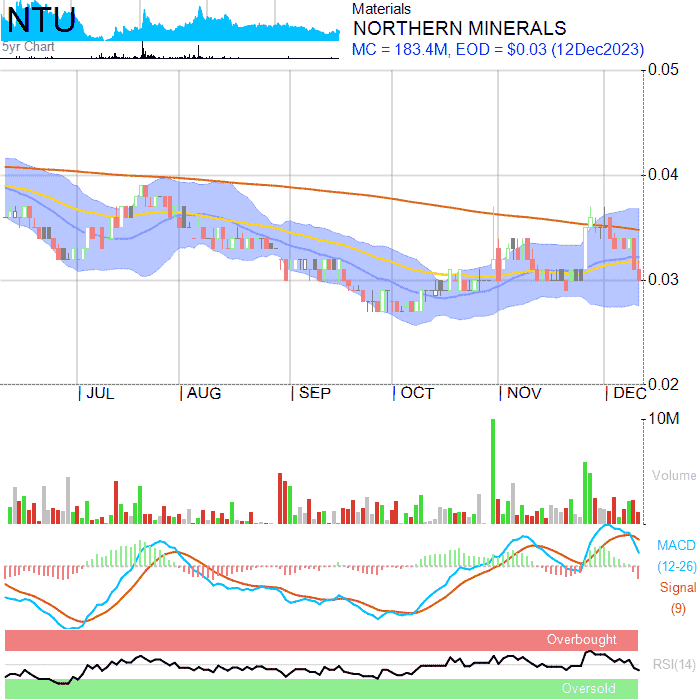 NTU
5yr Chart
Materials
NORTHERN MINERALS
MC = 183.4M, EOD = $0.03 (12Dec2023)
0.05
0.04
0.03
0.02
JUL AUG SEP OCT NOV DEC
10M
Volume
MACD
(12-26)
Signal
(9)
Overbought
RSI(14)
Oversold